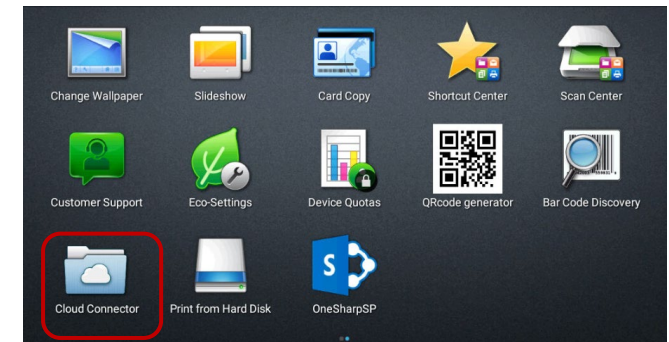 Change Wallpaper
Slideshow
Card Copy
Shortcut Center
Scan Center
Customer Support
Eco-Settings
Device Quotas
QRcode generator
Bar Code Discovery
S
Cloud Connector
Print from Hard Disk
OneSharpSP